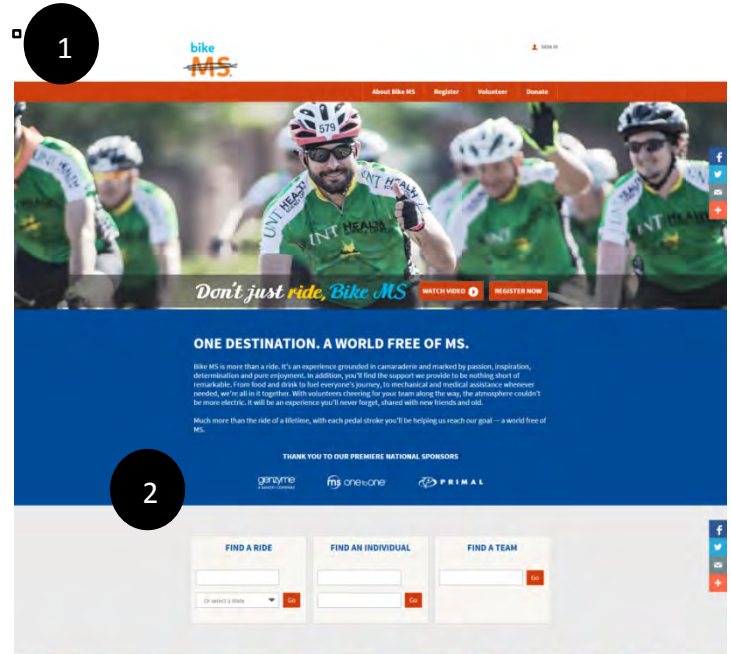 1
bike
MS
SIGN IN
About Bike MS Register Volunteer Donate
579
UNT HEALTH
UNT HEALTH
UNT HEALTH
Don't just ride, Bike MS WATCH VIDEO REGISTER NOW
ONE DESTINATION. A WORLD FREE OF MS.
Bike MS is more than a ride. It's an experience grounded in camaraderie and marked by passion, inspiration,
determination and pure enjoyment. In addition, you'll find the support we provide to be nothing short of
remarkable. From food and drink to fuel everyone's journey, to mechanical and medical assistance whenever
needed, we're all in it together. With volunteers cheering for your team along the way, the atmosphere couldn't
be more electric. It will be an experience you'll never forget, shared with new friends and old.
Much more than the ride of a lifetime, with each pedal stroke you'll be helping us reach our goal — a world free of
MS.
THANK YOU TO OUR PREMIERE NATIONAL SPONSORS
2
genzyme
ms one to one
PRIMAL
FIND A RIDE FIND AN INDIVIDUAL FIND A TEAM
Go
Or select a state Go Go